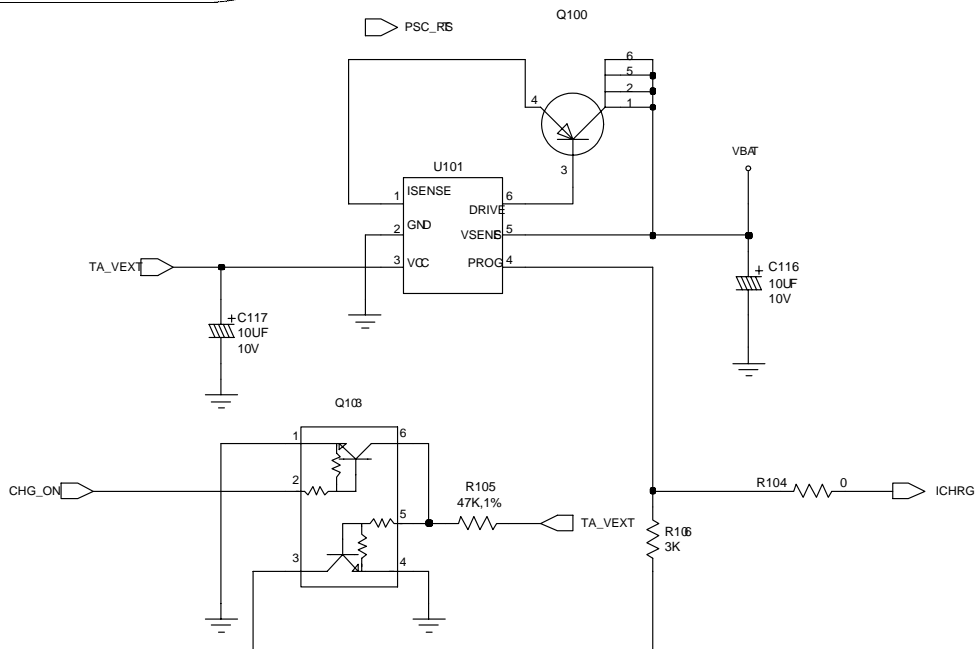 Q100
PSC_RTS
6
5
2
1
4
3
U101
VBAT
1 ISENSE
DRIVE 6
2 GND
VSENSE 5
TA_VEXT
3 VCC
PROG 4
+ C116
10UF
10V
+ C117
10UF
10V
Q103
1
6
CHG_ON
2
R105
47K,1%
R104 0
ICHRG
5
TA_VEXT
R106
3K
3
4